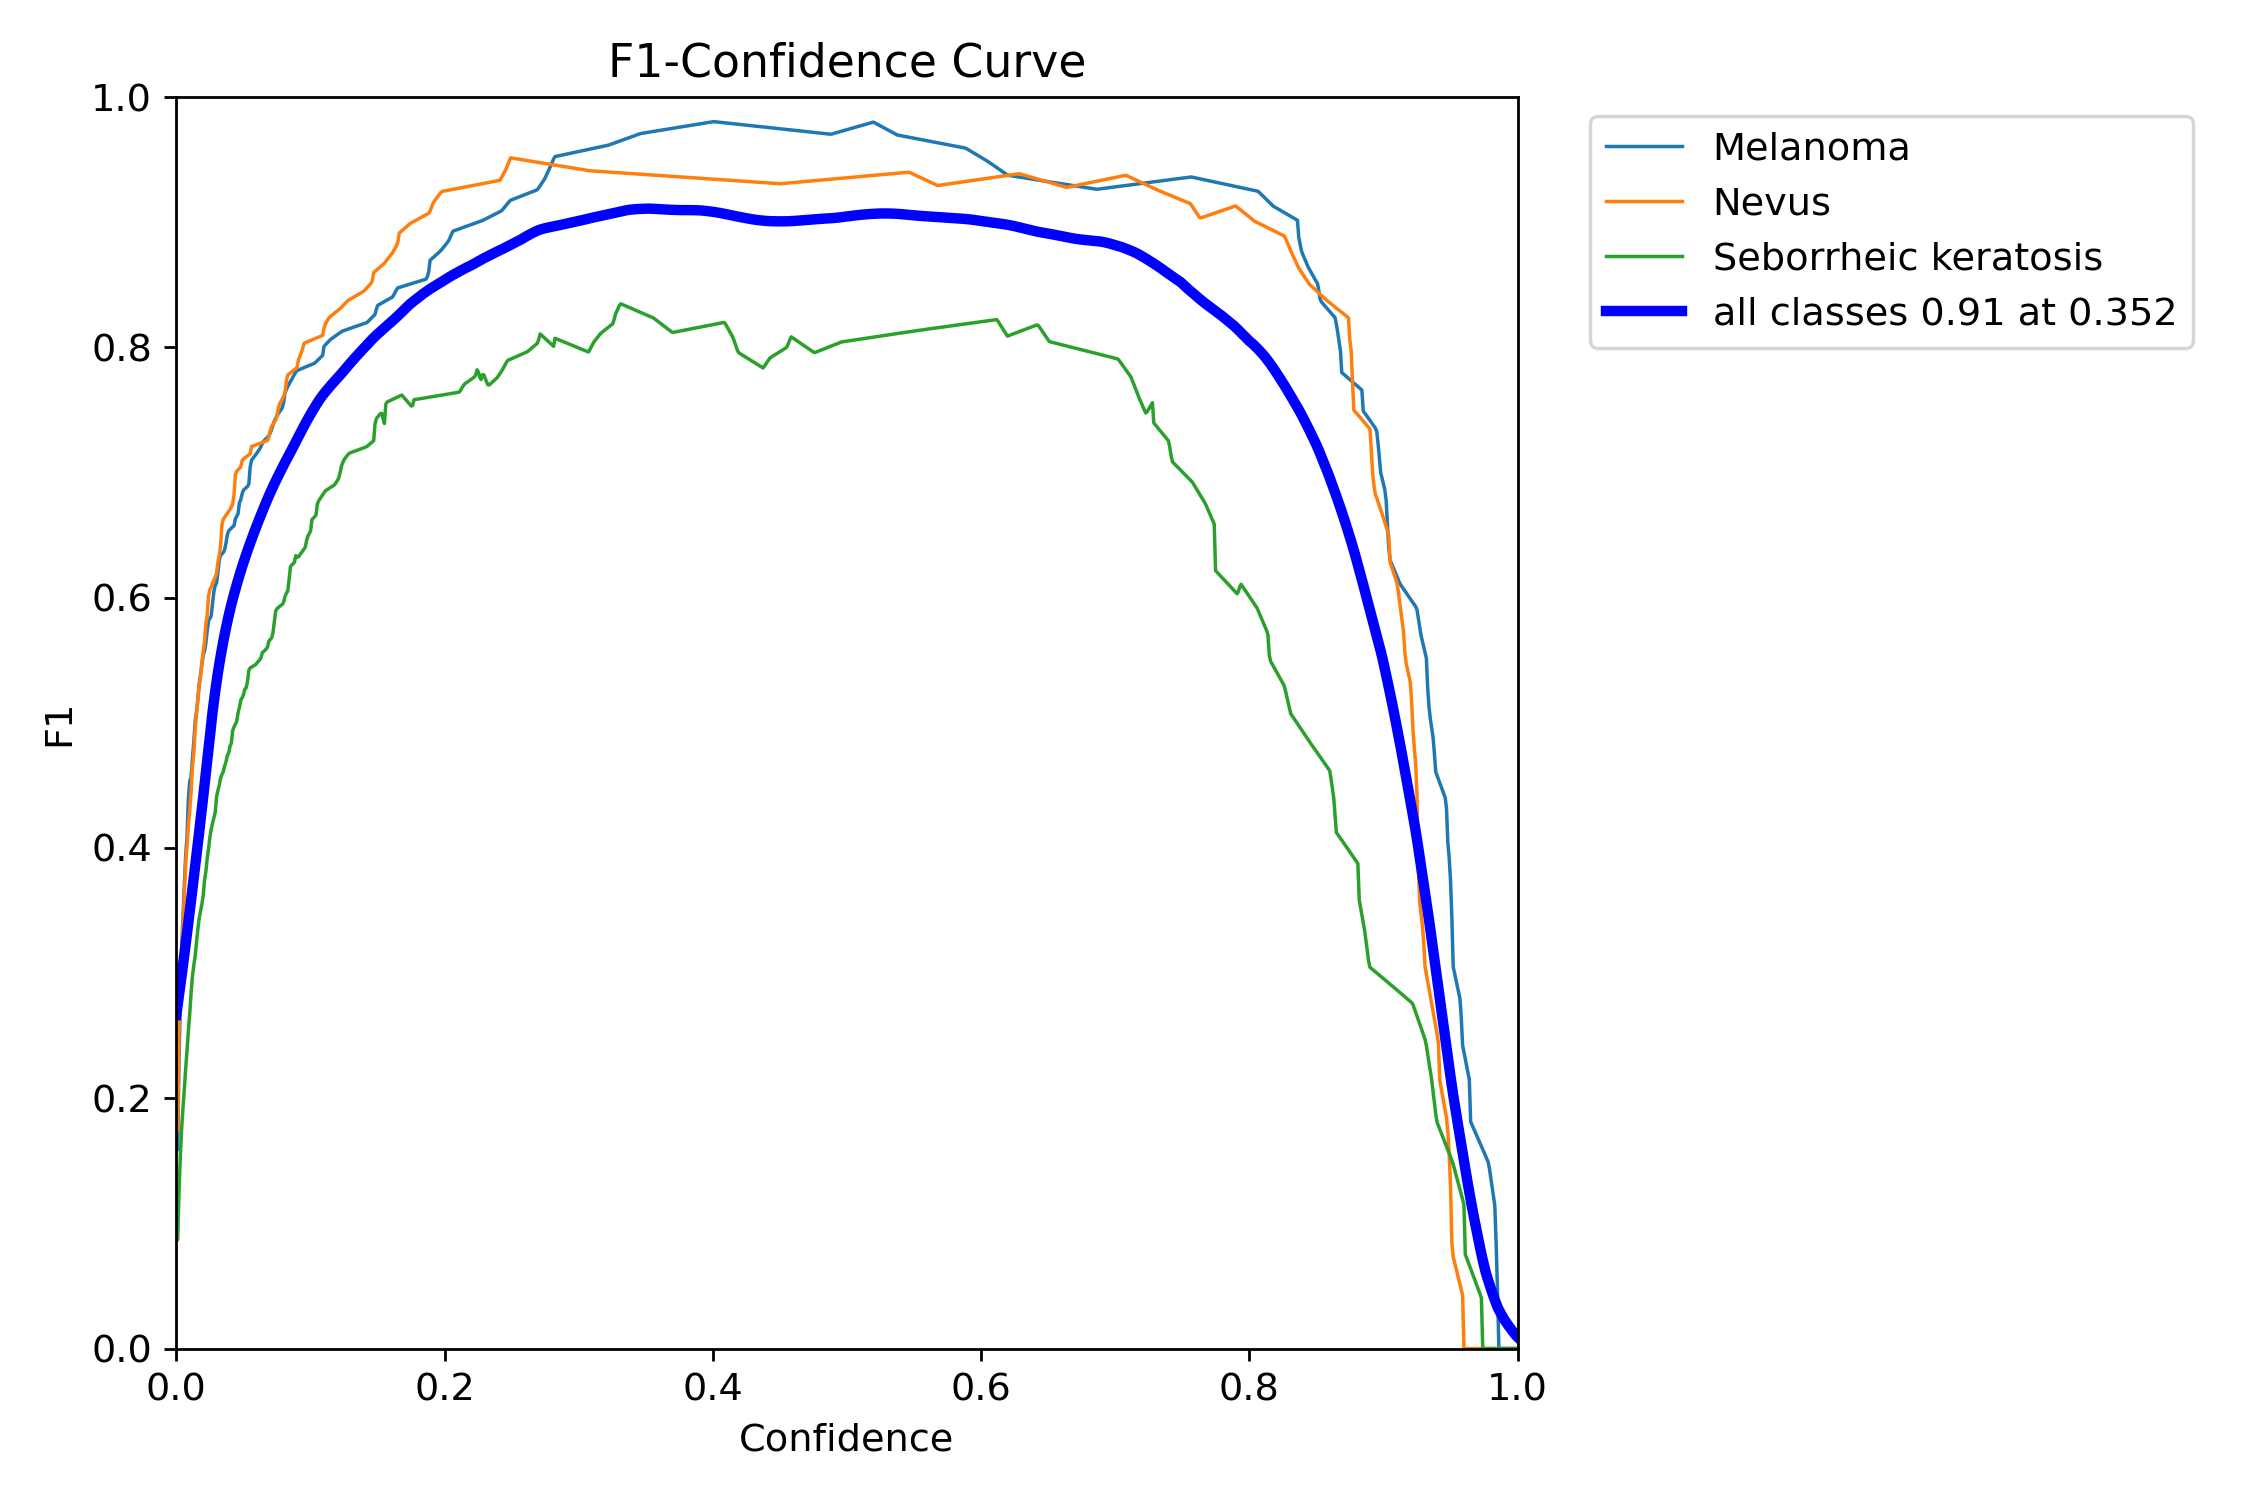 F1-Confidence Curve
1.0
0.8
0.6
0.4
0.2
0.0
F1
0.0 0.2 0.4 0.6 0.8 1.0
Confidence
Melanoma
Nevus
Seborrheic keratosis
all classes 0.91 at 0.352